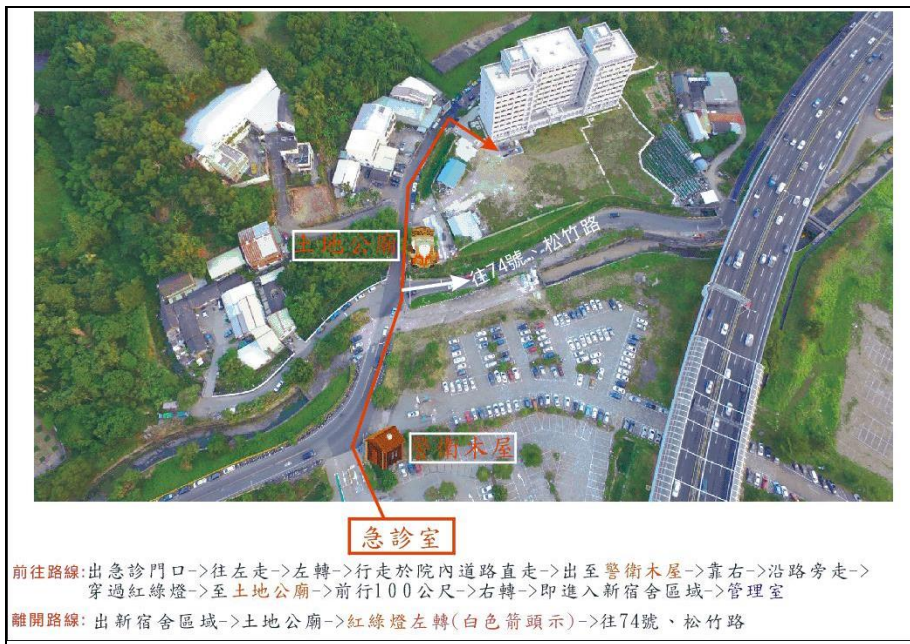 土地公廟
往74號、松竹路
警衛木屋
急診室
前往路線:出急診門口->往左走->左轉->行走於院內道路直走->出至警衛木屋->靠右->沿路旁走->
穿過紅綠燈->至土地公廟->前行100公尺->右轉->即進入新宿舍區域->管理室
離開路線:出新宿舍區域->土地公廟->紅綠燈左轉(白色箭頭示)->往74號、松竹路